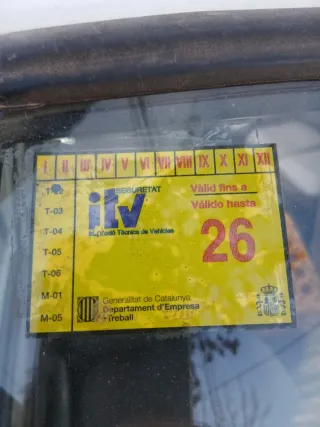 I II III IV V VI VII VIII IX X XI XII
SEGURETAT
itv
Inspecció Tècnica de Vehicles
Vàlid fins a
Válido hasta
26
T-03
T-04
T-05
T-06
M-01
M-05
Generalitat de Catalunya
Departament d'Empresa
i Treball